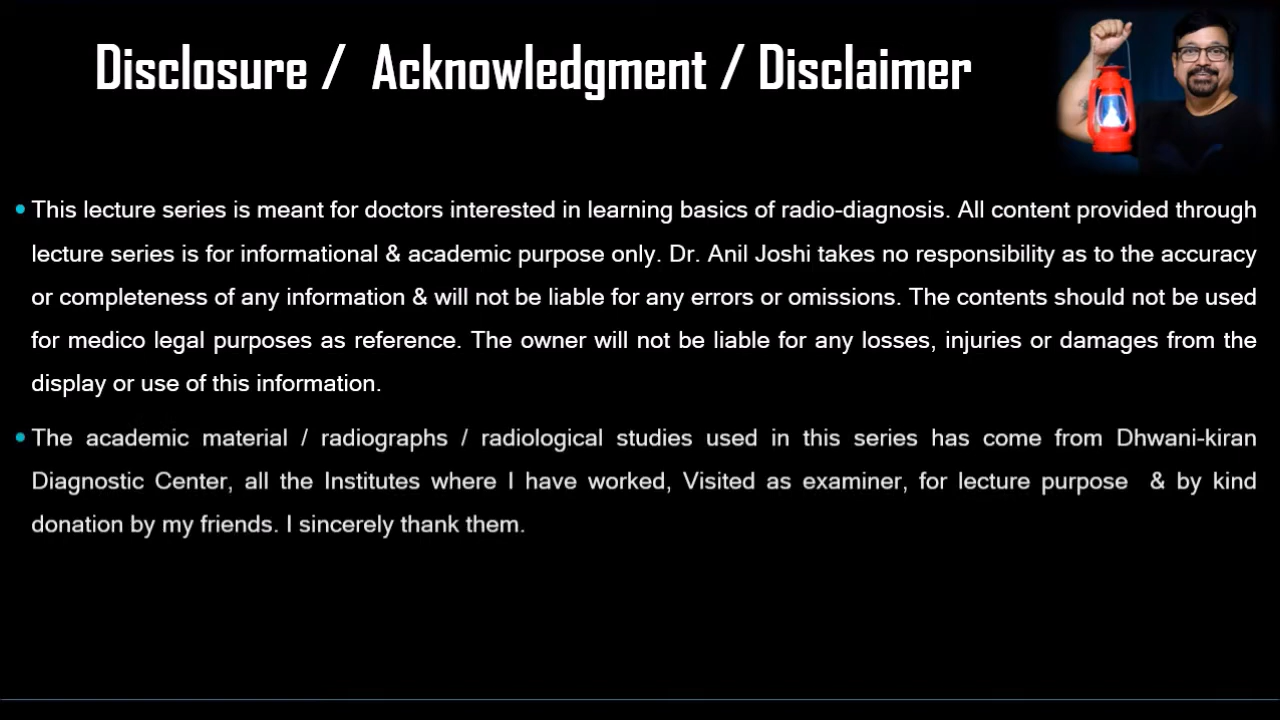 Disclosure / Acknowledgment / Disclaimer
• This lecture series is meant for doctors interested in learning basics of radio-diagnosis. All content provided through
lecture series is for informational & academic purpose only. Dr. Anil Joshi takes no responsibility as to the accuracy
or completeness of any information & will not be liable for any errors or omissions. The contents should not be used
for medico legal purposes as reference. The owner will not be liable for any losses, injuries or damages from the
display or use of this information.
• The academic material / radiographs / radiological studies used in this series has come from Dhwani-kiran
Diagnostic Center, all the Institutes where I have worked, Visited as examiner, for lecture purpose & by kind
donation by my friends. I sincerely thank them.